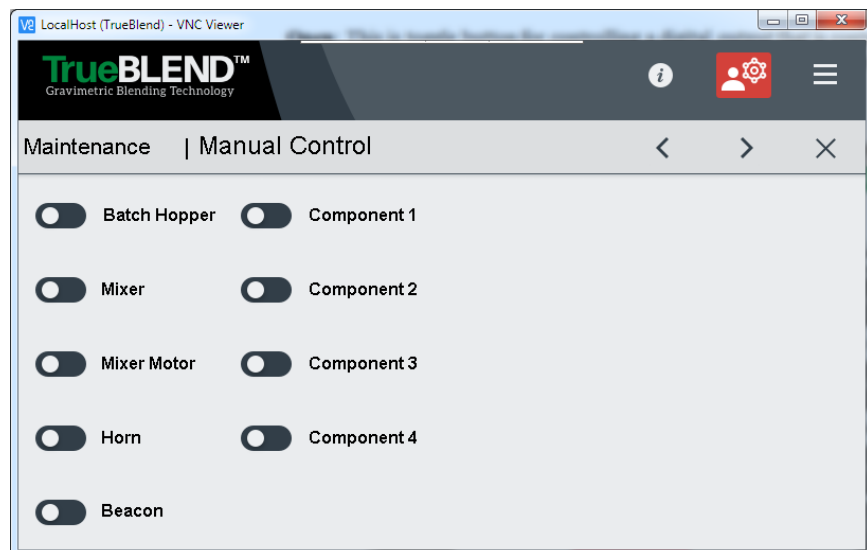 LocalHost (TrueBlend) - VNC Viewer
TrueBLEND™
Gravimetric Blending Technology
Maintenance | Manual Control
Batch Hopper Component 1
Mixer Component 2
Mixer Motor Component 3
Horn Component 4
Beacon